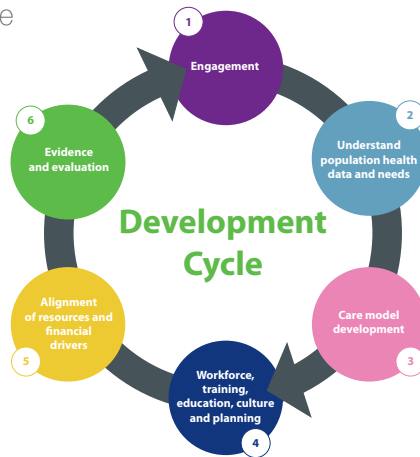 e
1
Engagement
2
Understand
population health
data and needs
Care model
development
3
Workforce,
training,
education, culture
and planning
4
Alignment
of resources and
financial
drivers
5
6
Evidence
and evaluation
Development
Cycle